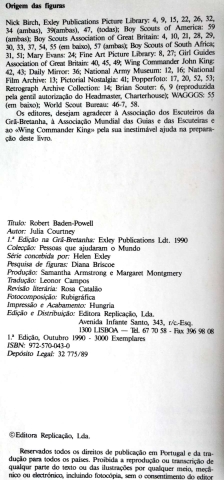 Origem das figuras
Nick Birch, Exley Publications Picture Library: 4, 9, 15, 22, 26, 32,
34 (ambas), 39(ambas), 47, (todas); Boy Scouts of America: 59
(ambas); Boy Scouts Association of Great Britain: 4, 10, 21, 28, 29,
30, 33, 37, 54, 55 (em baixo), 57 (ambas); Boy Scouts of South Africa;
31, 51; Mary Evans: 24; Fine Art Picture Library: 8, 27; Girl Guides
Association of Great Britain: 40, 45, 49; Wing Commander John King:
42, 43; Daily Mirror: 36; National Army Museum: 12, 16; National
Film Archive: 13; Pictorial Nostalgia: 41; Popperfoto: 17, 20, 52, 53;
Retrograph Archive Collection: 14; Brian Souter: 6, 9 (reproduzida
pela gentil autorização do Headmaster, Charterhouse); WAGGGS: 55
(em baixo); World Scout Bureau: 46-7, 58.
Os editores, desejam agradecer à Associação dos Escuteiros da
Grã-Bretanha, à Associação Mundial das Guias e das Escuteiras e
ao «Wing Commander King» pela sua inestimável ajuda na prepara-
ção deste livro.
Título: Robert Baden-Powell
Autor: Julia Courtney
1.ª Edição na Grã-Bretanha: Exley Publications Ldt. 1990
Colecção: Pessoas que ajudaram o Mundo
Série concebida por: Helen Exley
Pesquisa de figuras: Diana Briscoe
Produção: Samantha Armstrong e Margaret Montgmery
Tradução: Leonor Campos
Revisão literária: Rosa Catalão
Fotocomposição: Rubigráfica
Impressão e Acabamento: Hungria
Edição e Distribuição: Editora Replicação, Lda.
Avenida Infante Santo, 343, r/c.-Esq.
1300 LISBOA — Tel. 67 70 58 - Fax 396 98 08
1.ª Edição, Outubro 1990 - 3000 Exemplares
ISBN: 972-570-043-0
Depósito Legal: 32 775/89
© Editora Replicação, Lda.
Reservados todos os direitos de publicação em Portugal e da tra-
dução para todos os países. Proibida a reprodução ou transcrição de
qualquer parte do texto ou das ilustrações por qualquer meio, mecâ-
nico ou electrónico, incluindo fotocópia, sem o consentimento do editor